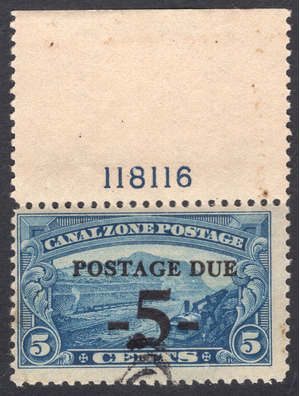 118116
CANAL ZONE POSTAGE
POSTAGE DUE
-5-
5 CENTS 5